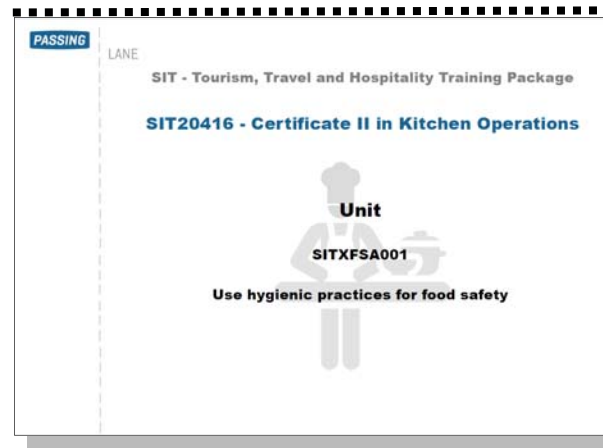 PASSING
LANE
SIT - Tourism, Travel and Hospitality Training Package
SIT20416 - Certificate II in Kitchen Operations
Unit
SITXFSA001
Use hygienic practices for food safety